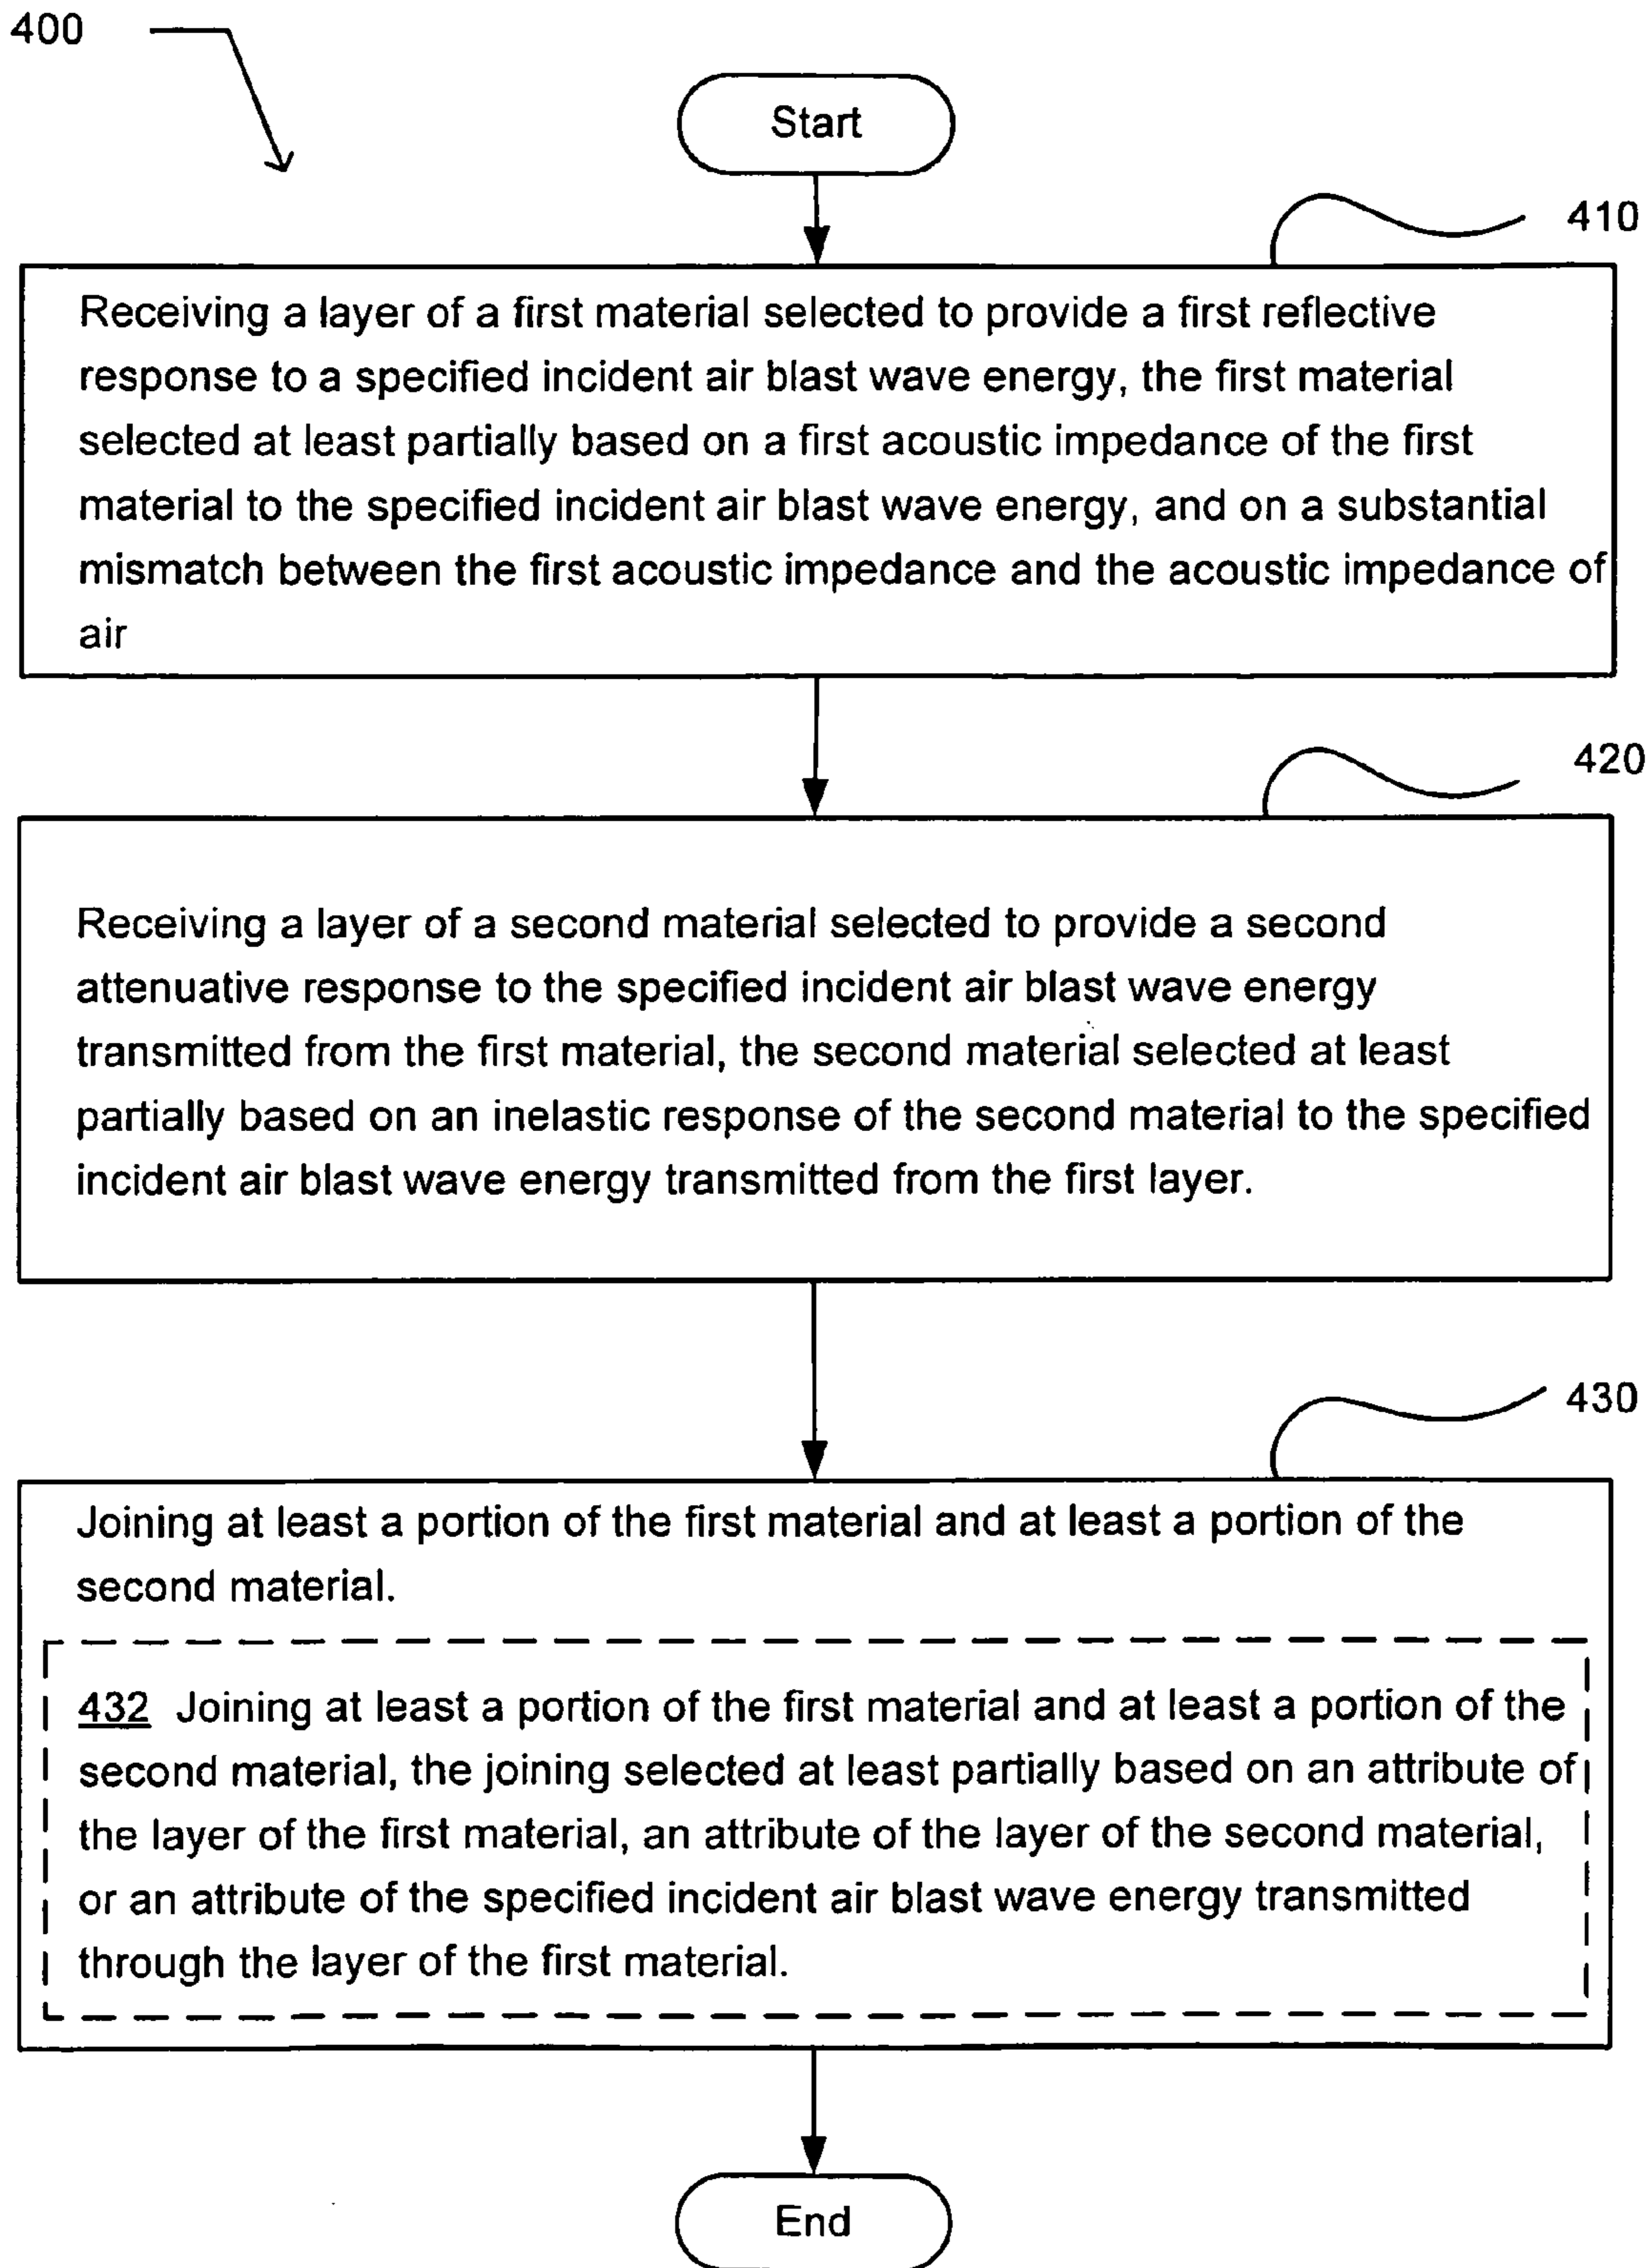 400
Start
410
Receiving a layer of a first material selected to provide a first reflective
response to a specified incident air blast wave energy, the first material
selected at least partially based on a first acoustic impedance of the first
material to the specified incident air blast wave energy, and on a substantial
mismatch between the first acoustic impedance and the acoustic impedance of
air
420
Receiving a layer of a second material selected to provide a second
attenuative response to the specified incident air blast wave energy
transmitted from the first material, the second material selected at least
partially based on an inelastic response of the second material to the specified
incident air blast wave energy transmitted from the first layer.
430
Joining at least a portion of the first material and at least a portion of the
second material.
432 Joining at least a portion of the first material and at least a portion of the
second material, the joining selected at least partially based on an attribute of
the layer of the first material, an attribute of the layer of the second material,
or an attribute of the specified incident air blast wave energy transmitted
through the layer of the first material.
End